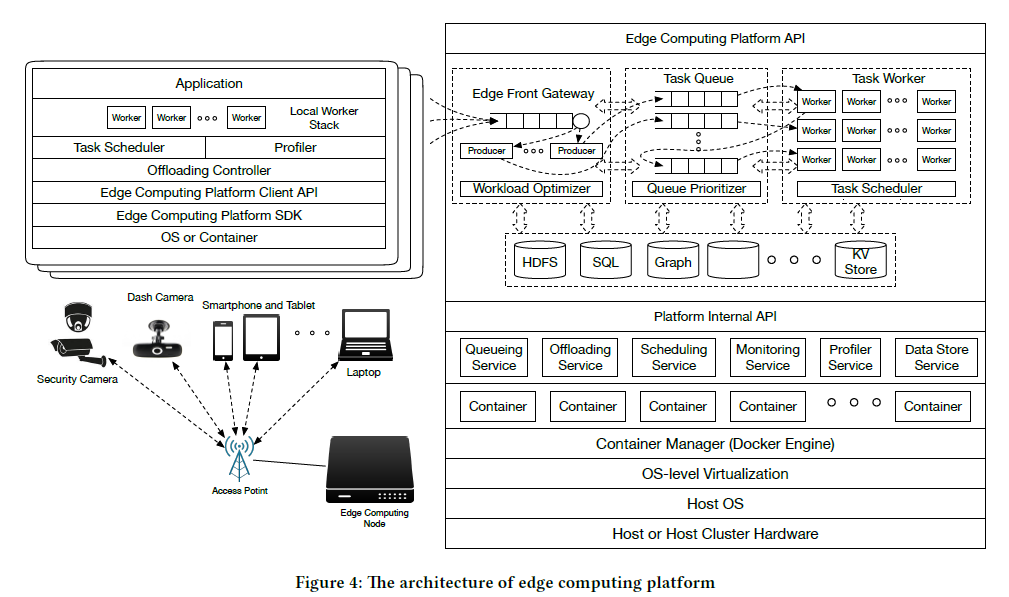 Application
Worker
Worker
Worker
Local Worker
Stack
Task Scheduler
Profiler
Offloading Controller
Edge Computing Platform Client API
Edge Computing Platform SDK
OS or Container
Dash Camera
Smartphone and Tablet
Security Camera
Laptop
Access Potint
Edge Computing
Node
Edge Computing Platform API
Edge Front Gateway
Producer
Producer
Workload Optimizer
Task Queue
Queue Prioritizer
Task Worker
Worker
Worker
Worker
Worker
Worker
Worker
Worker
Worker
Worker
Task Scheduler
HDFS
SQL
Graph
KV
Store
Platform Internal API
Queueing
Service
Offloading
Service
Scheduling
Service
Monitoring
Service
Profiler
Service
Data Store
Service
Container
Container
Container
Container
Container
Container Manager (Docker Engine)
OS-level Virtualization
Host OS
Host or Host Cluster Hardware
Figure 4: The architecture of edge computing platform